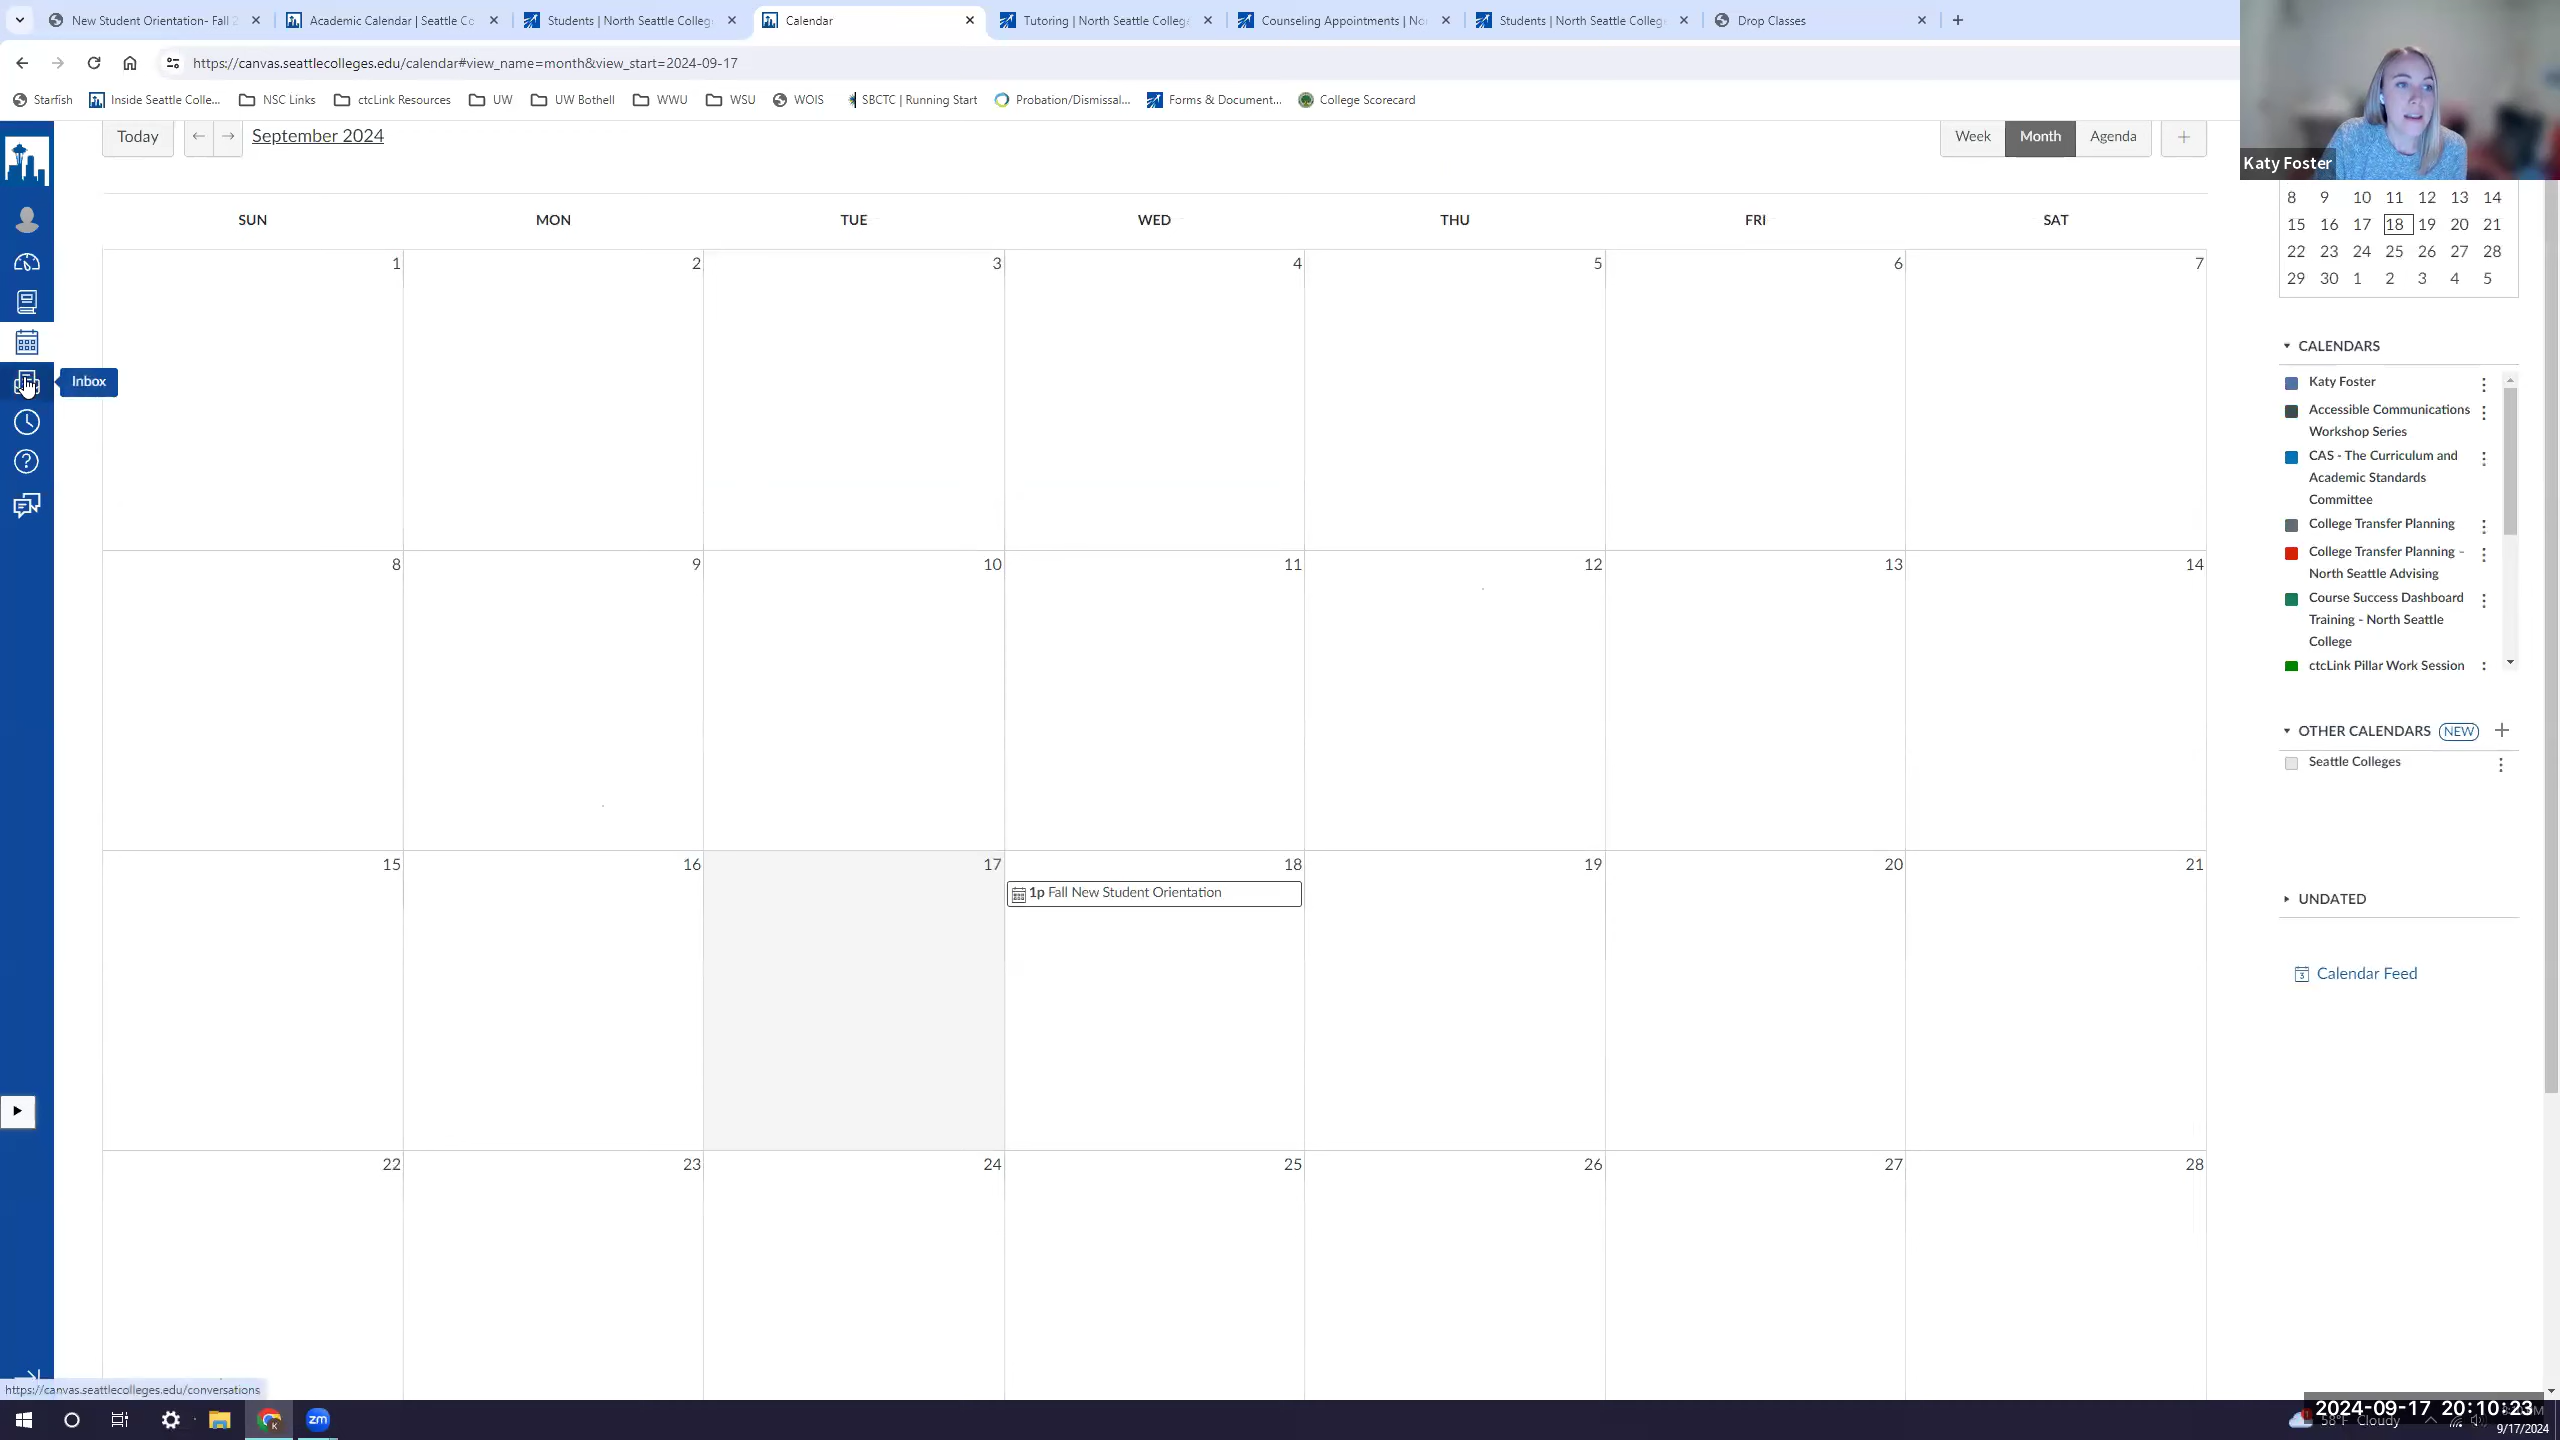 New Student Orientation- Fall 2
Academic Calendar | Seattle Co
Students | North Seattle College
Calendar
Tutoring | North Seattle College
Counseling Appointments | No
Students | North Seattle College
Drop Classes
https://canvas.seattlecolleges.edu/calendar#view_name=month&view_start=2024-09-17
Starfish
Inside Seattle Colle...
NSC Links
ctcLink Resources
UW
UW Bothell
WWU
WSU
WOIS
SBCTC | Running Start
Probation/Dismissal...
Forms & Document...
College Scorecard
Katy Foster
Today
← →
September 2024
Week
Month
Agenda
+
SUN MON TUE WED THU FRI SAT
1 2 3 4 5 6 7
8 9 10 11 12 13 14
15 16 17 18 19 20 21
1p Fall New Student Orientation
22 23 24 25 26 27 28
Inbox
8 9 10 11 12 13 14
15 16 17 18 19 20 21
22 23 24 25 26 27 28
29 30 1 2 3 4 5
CALENDARS
Katy Foster
Accessible Communications
Workshop Series
CAS - The Curriculum and
Academic Standards
Committee
College Transfer Planning
College Transfer Planning -
North Seattle Advising
Course Success Dashboard
Training - North Seattle
College
ctcLink Pillar Work Session
OTHER CALENDARS NEW +
Seattle Colleges
UNDATED
Calendar Feed
https://canvas.seattlecolleges.edu/conversations
zm
58°F Cloudy
2024-09-17 20:10:23
9/17/2024